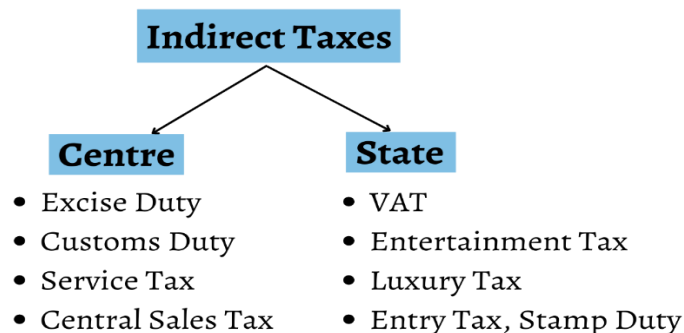 Indirect Taxes
Centre
• Excise Duty
• Customs Duty
• Service Tax
• Central Sales Tax
State
• VAT
• Entertainment Tax
• Luxury Tax
• Entry Tax, Stamp Duty